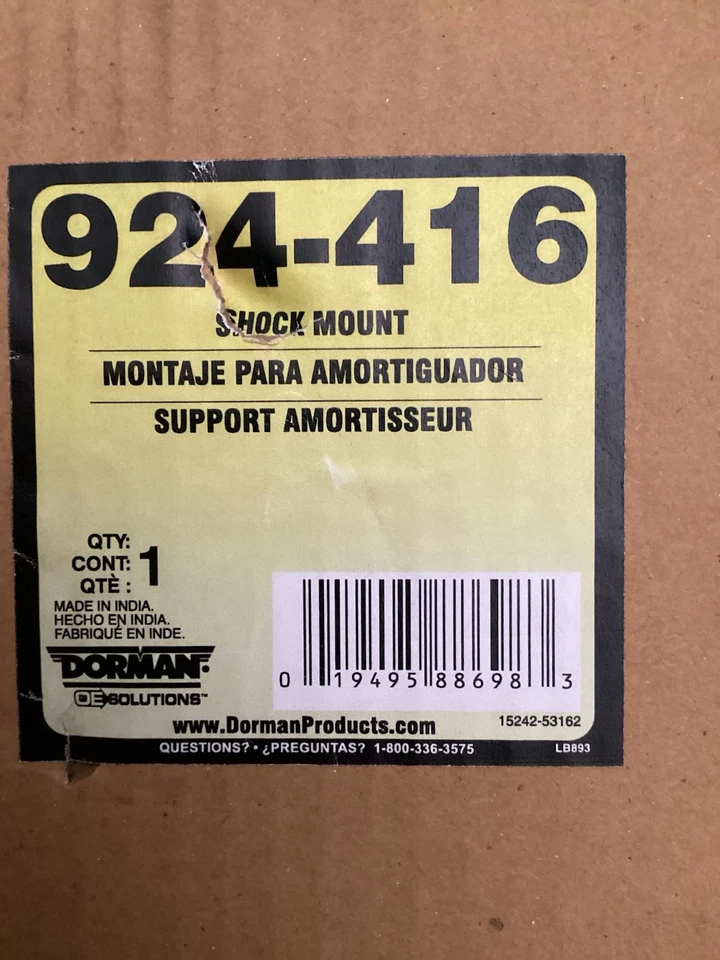 924-416
SHOCK MOUNT
MONTAJE PARA AMORTIGUADOR
SUPPORT AMORTISSEUR
QTY:
CONT: 1
QTÈ :
MADE IN INDIA.
HECHO EN INDIA.
FABRIQUÉ EN INDE.
DORMAN®
OE SOLUTIONS™
0 19495 88698 3
www.DormanProducts.com
15242-53162
QUESTIONS? • ¿PREGUNTAS? 1-800-336-3575
LB893